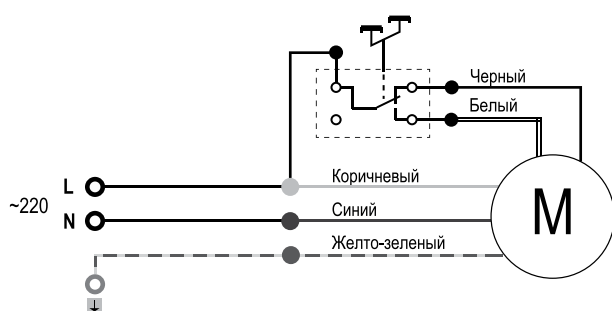 Черный
Белый
L
Коричневый
~220
N
Синий
Желто-зеленый
M